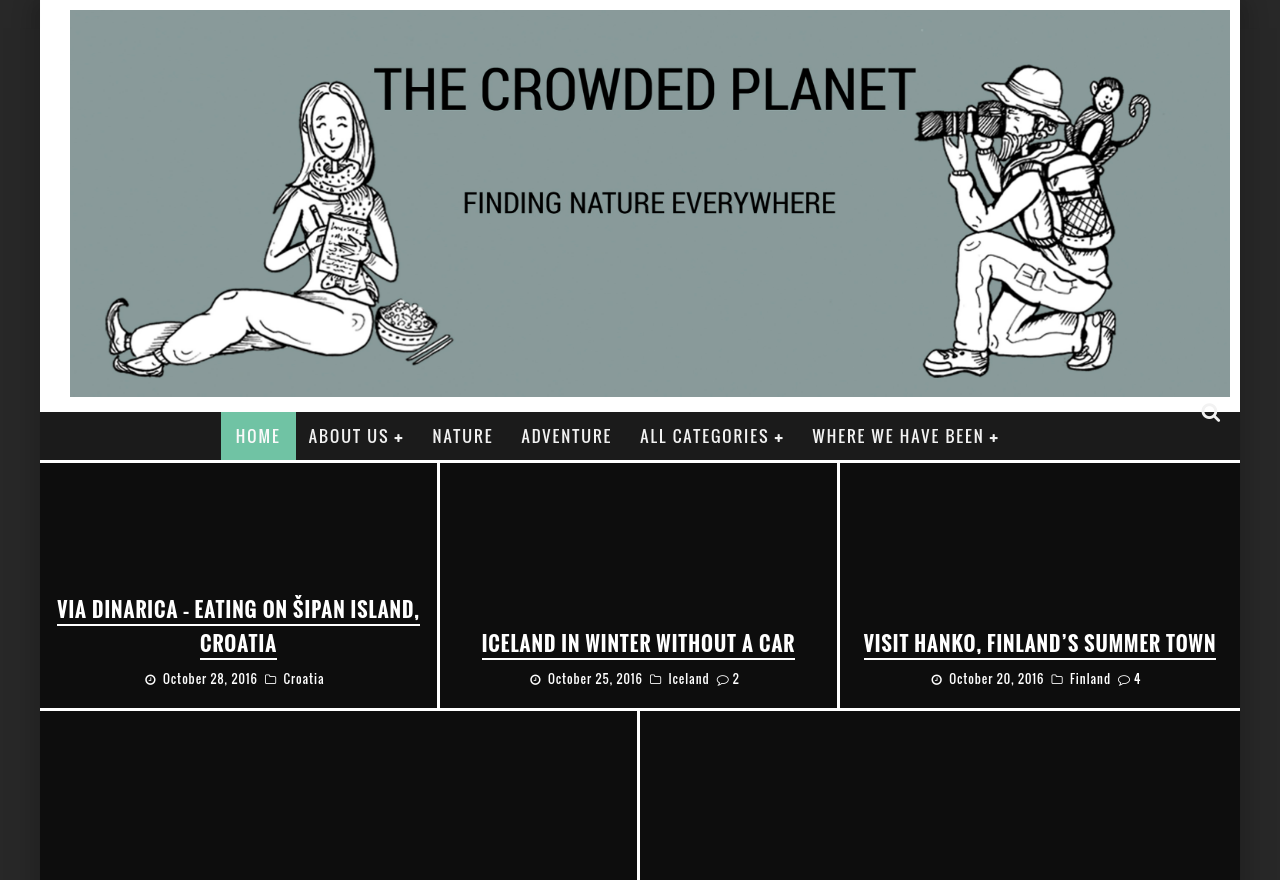 THE CROWDED PLANET
FINDING NATURE EVERYWHERE
HOME ABOUT US + NATURE ADVENTURE ALL CATEGORIES + WHERE WE HAVE BEEN +
VIA DINARICA - EATING ON ŠIPAN ISLAND,
CROATIA
October 28, 2016 Croatia
ICELAND IN WINTER WITHOUT A CAR
October 25, 2016 Iceland 2
VISIT HANKO, FINLAND’S SUMMER TOWN
October 20, 2016 Finland 4